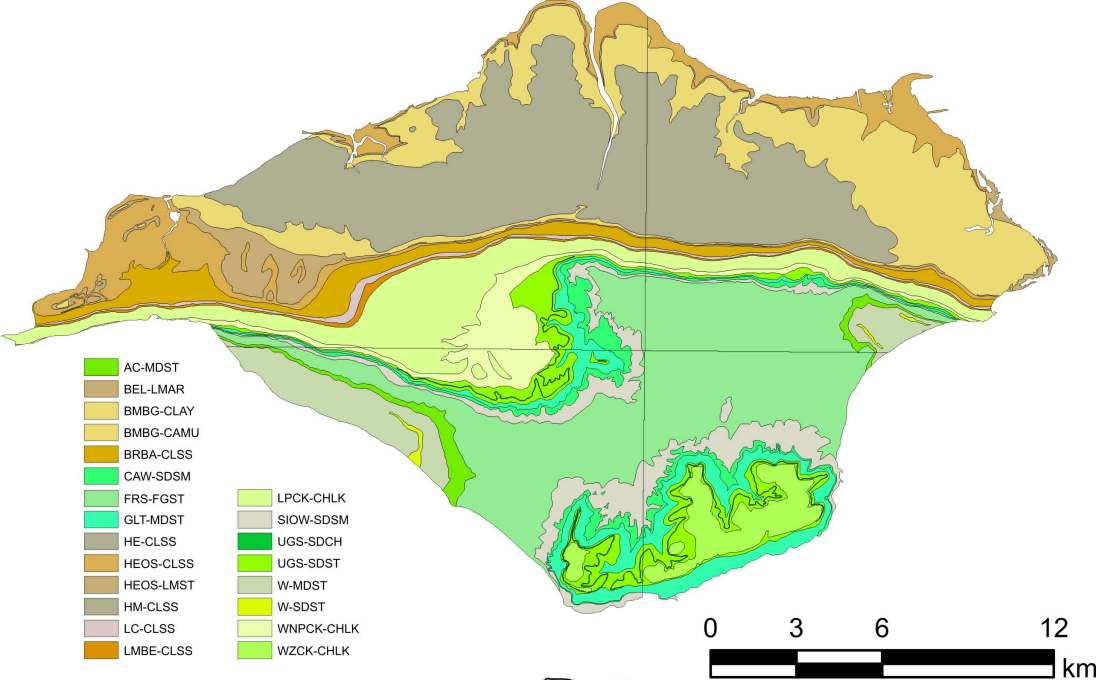 AC-MDST
BEL-LMAR
BMBG-CLAY
BMBG-CAMU
BRBA-CLSS
CAW-SDSM
FRS-FGST
GLT-MDST
HE-CLSS
HEOS-CLSS
HEOS-LMST
HM-CLSS
LC-CLSS
LMBE-CLSS
LPCK-CHLK
SIOW-SDSM
UGS-SDCH
UGS-SDST
W-MDST
W-SDST
WNPCK-CHLK
WZCK-CHLK
0 3 6 12
km